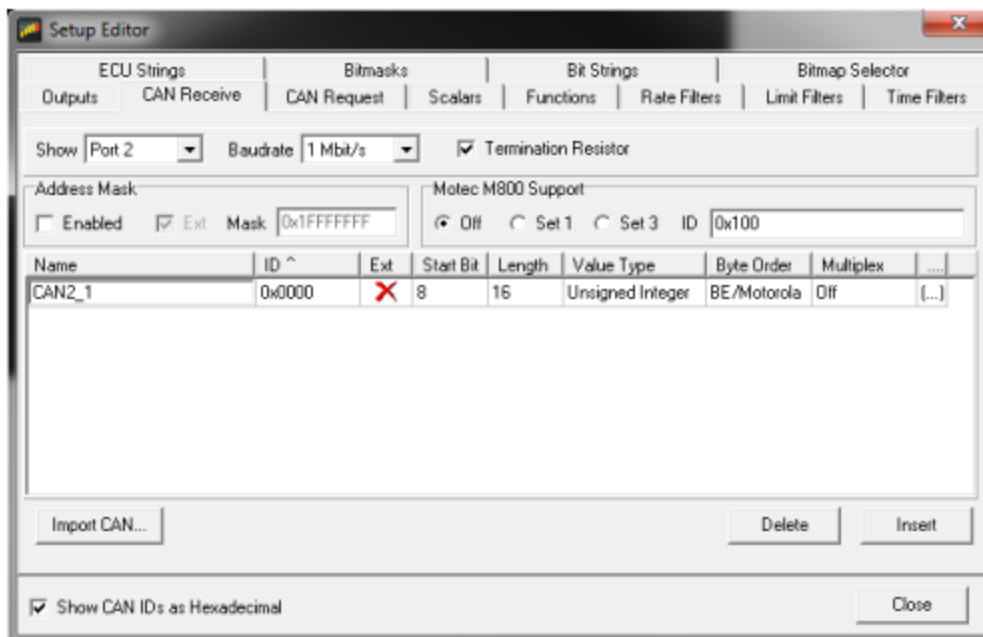 Setup Editor
ECU Strings Bitmasks Bit Strings Bitmap Selector
Outputs CAN Receive CAN Request Scalars Functions Rate Filters Limit Filters Time Filters
Show Port 2 Baudrate 1 Mbit/s Termination Resistor
Address Mask Motec M800 Support
Enabled Ext Mask 0x1FFFFFFF Off Set 1 Set 3 ID 0x100
Name ID ^ Ext Start Bit Length Value Type Byte Order Multiplex ....
CAN2_1 0x0000 8 16 Unsigned Integer BE/Motorola Off (...)
Import CAN... Delete Insert
Show CAN IDs as Hexadecimal Close